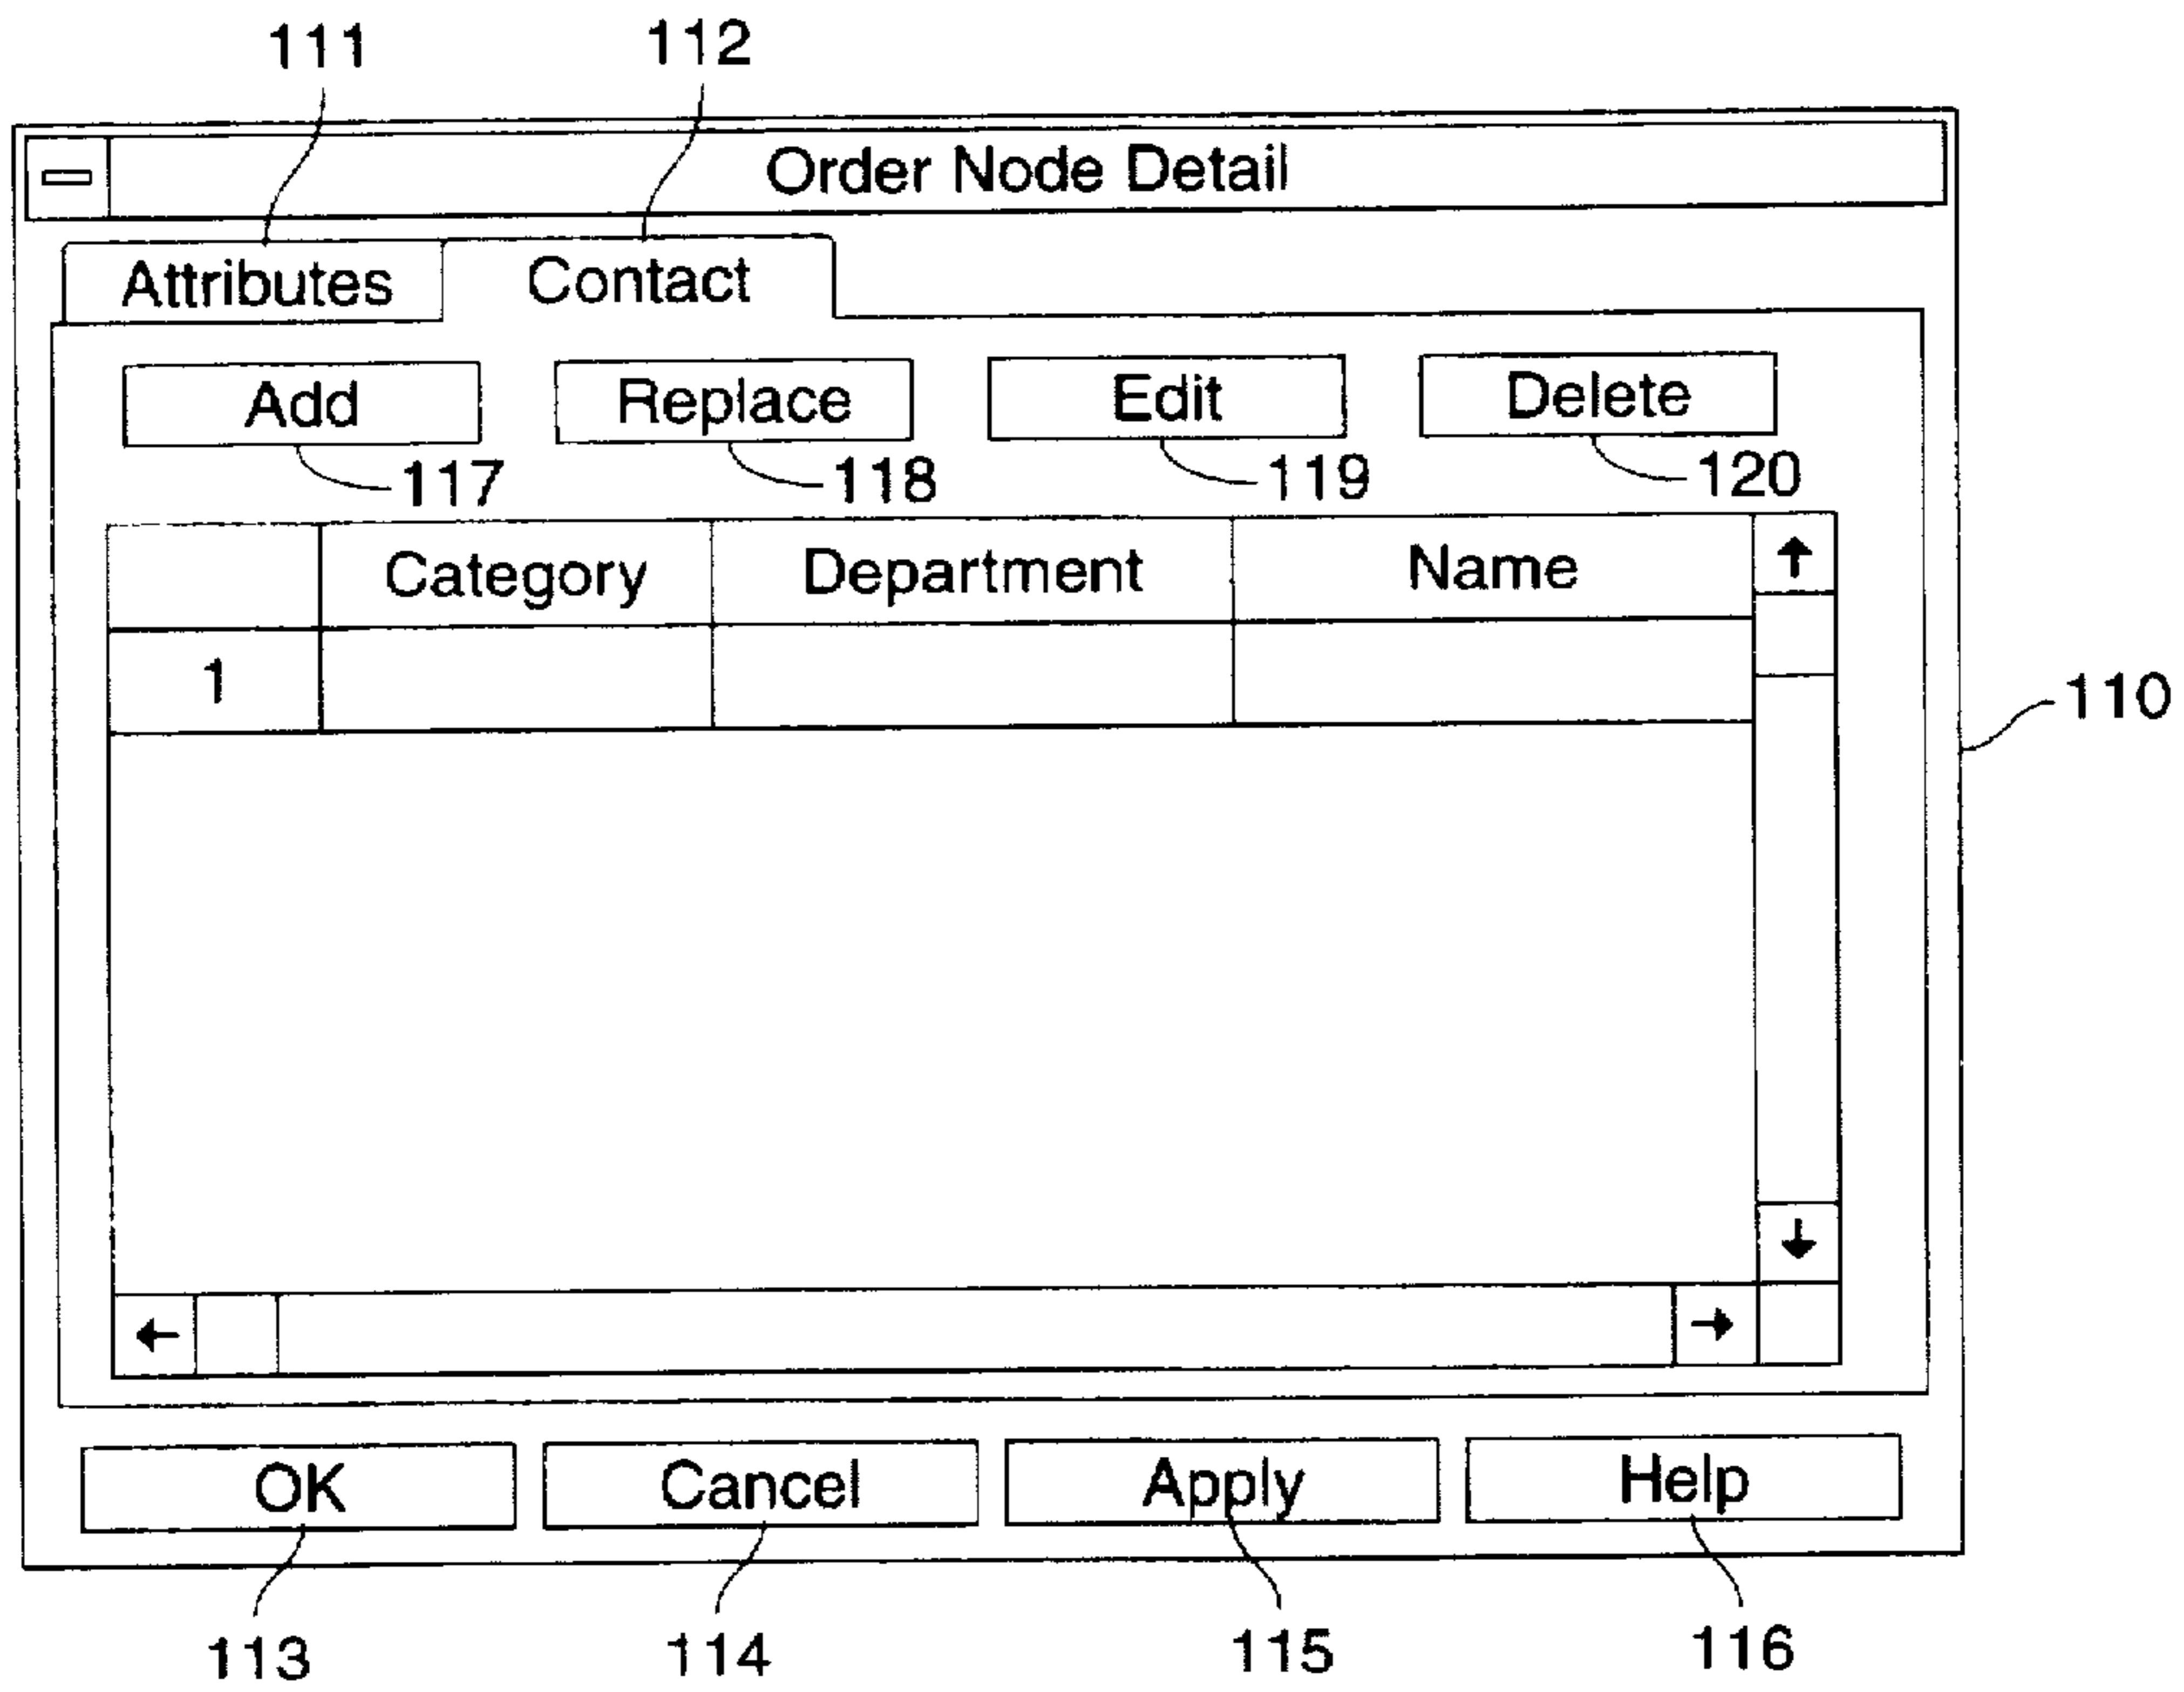 111 112
Order Node Detail
Attributes Contact
Add Replace Edit Delete
117 118 119 120
Category Department Name
1
110
OK Cancel Apply Help
113 114 115 116